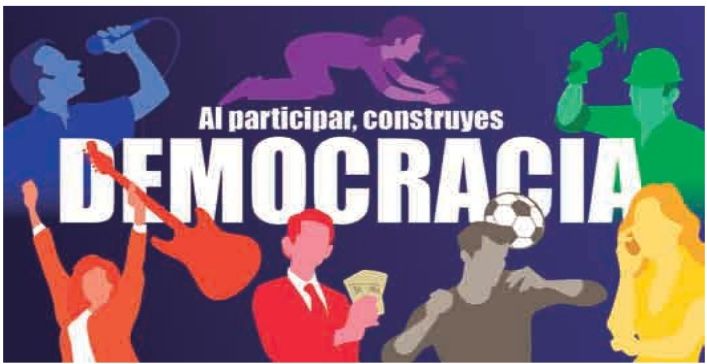 Al participar, construyes
DEMOCRACIA